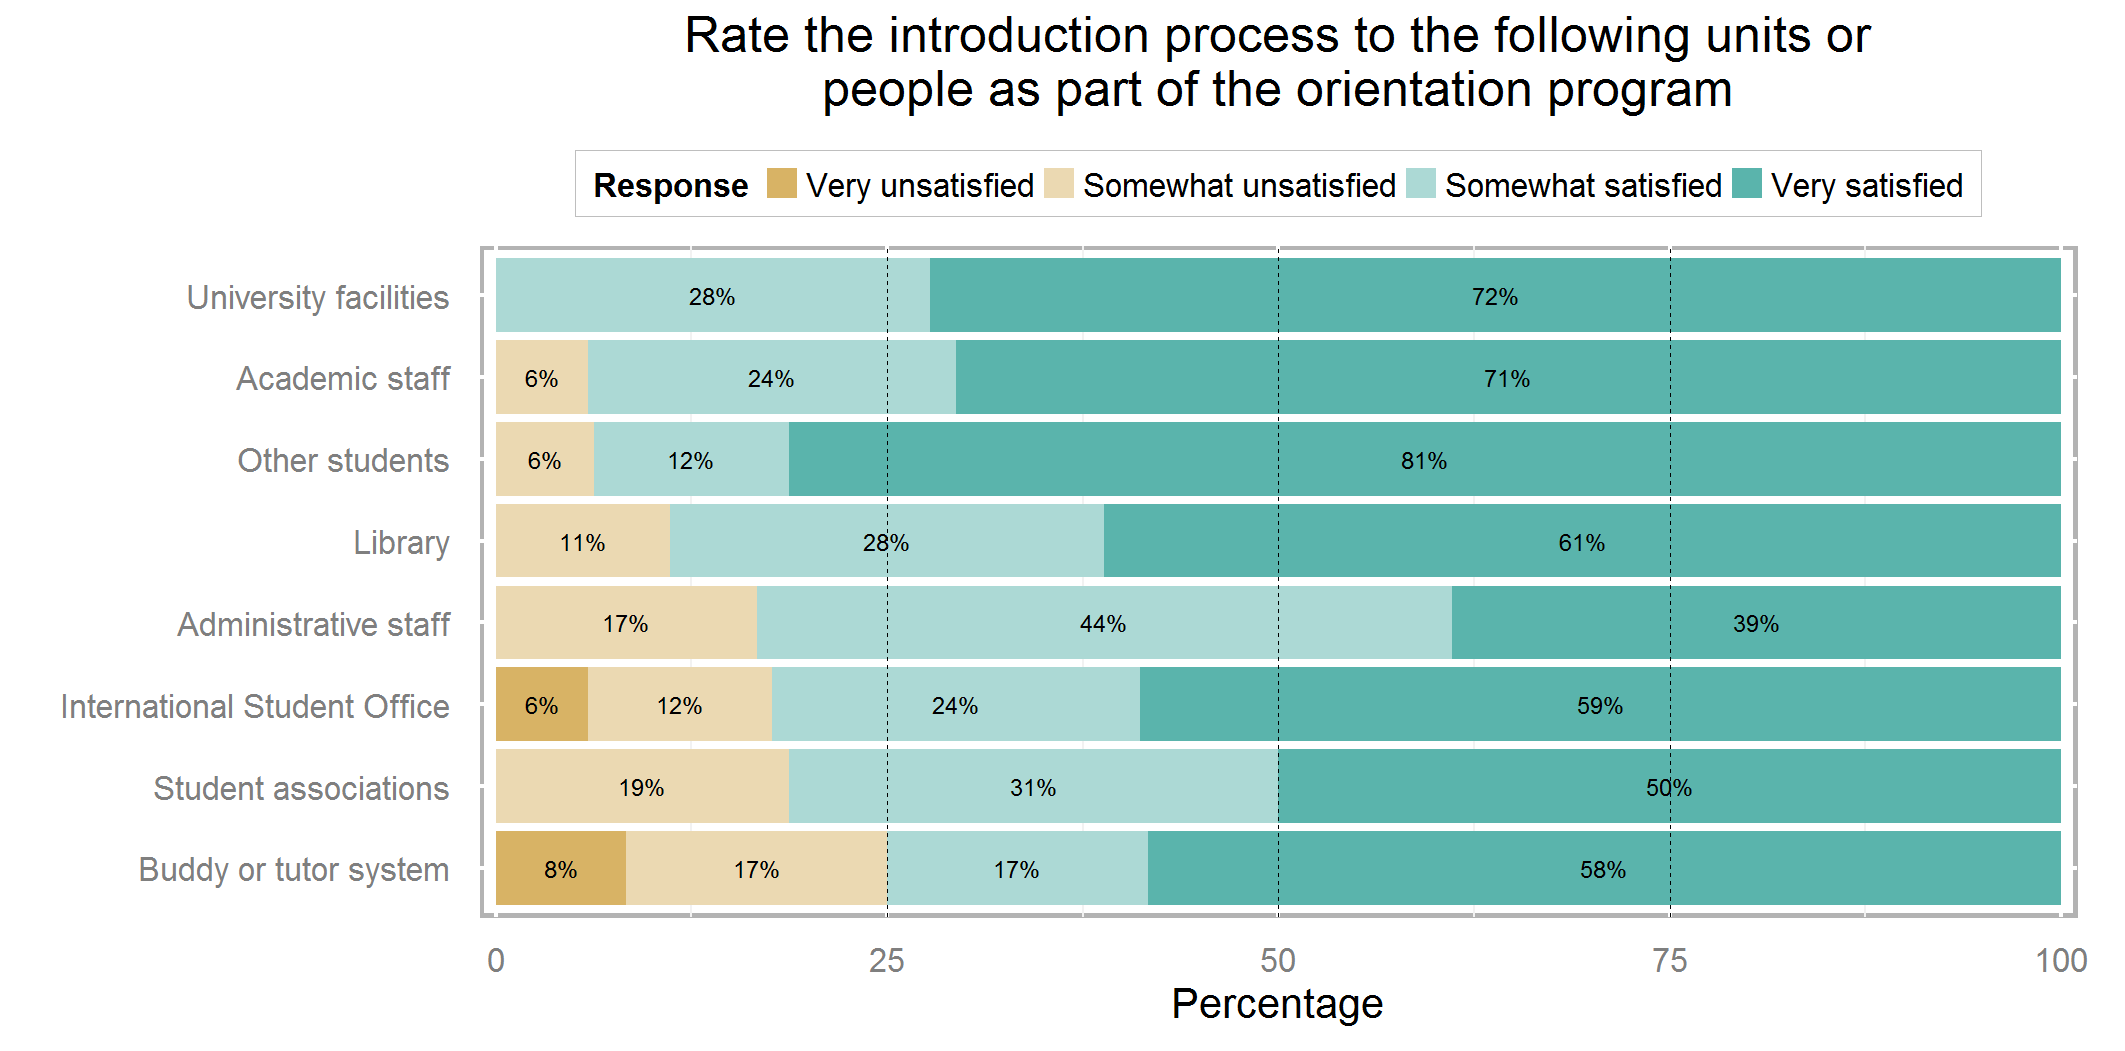 Rate the introduction process to the following units or
people as part of the orientation program
Response Very unsatisfied Somewhat unsatisfied Somewhat satisfied Very satisfied
University facilities 28% 72%
Academic staff 6% 24% 71%
Other students 6% 12% 81%
Library 11% 28% 61%
Administrative staff 17% 44% 39%
International Student Office 6% 12% 24% 59%
Student associations 19% 31% 50%
Buddy or tutor system 8% 17% 17% 58%
0 25 50 75 100
Percentage